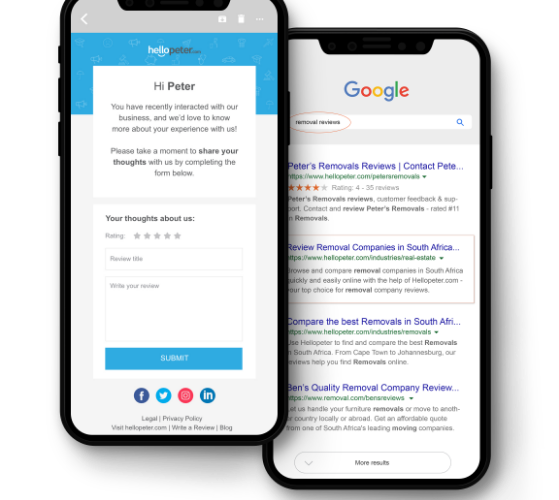 hellopeter.com
Hi Peter
You have recently interacted with our
business, and we'd love to know
more about your experience with us!
Please take a moment to share your
thoughts with us by completing the
form below.
Your thoughts about us:
Rating:
Review title
Write your review
SUBMIT
Legal | Privacy Policy
Visit hellopeter.com | Write a Review | Blog
Google
removal reviews
Peter's Removals Reviews | Contact Pete...
https://www.hellopeter.com/petersremovals
Rating: 4 - 35 reviews
Peter's Removals reviews, customer feedback & sup-
port. Contact and review Peter's Removals - rated #11
in Removals.
Review Removal Companies in South Africa...
https://www.hellopeter.com/industries/real-estate
Browse and compare removal companies in South Africa
quickly and easily online with the help of Hellopeter.com -
your top choice for removal company reviews.
Compare the best Removals in South Afri...
https://www.hellopeter.com/industries/removals
Use Hellopeter to find and compare the best Removals
in South Africa. From Cape Town to Johannesburg, our
reviews help you find Removals online.
Ben's Quality Removal Company Review...
https://www.removal.com/bensreviews
Let us handle your furniture removals or move to anoth-
er country locally or abroad. Get an affordable quote
from one of South Africa's leading moving companies.
More results